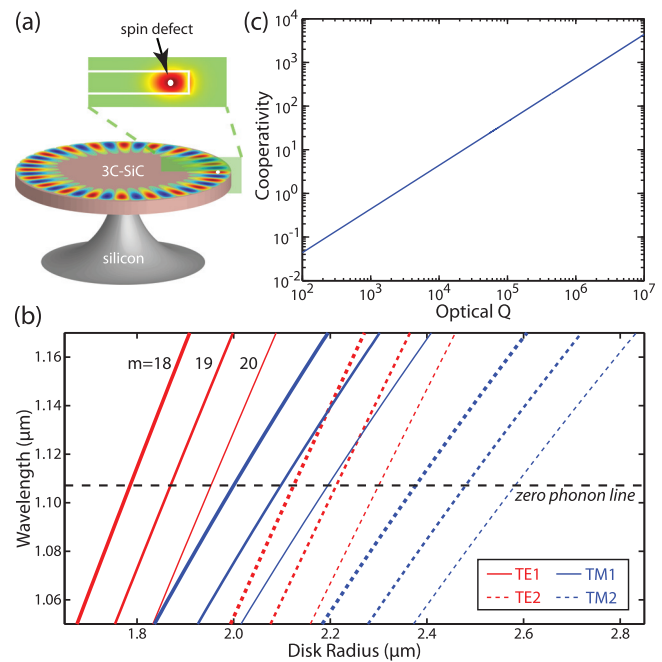 (a)
spin defect
3C-SiC
silicon
(c)
Cooperativity
10^4
10^3
10^2
10^1
10^0
10^-1
10^-2
10^2 10^3 10^4 10^5 10^6 10^7
Optical Q
(b)
Wavelength (μm)
1.16
1.14
1.12
1.10
1.08
1.06
m=18 19 20
zero phonon line
TE1 TM1
TE2 TM2
1.8 2.0 2.2 2.4 2.6 2.8
Disk Radius (μm)